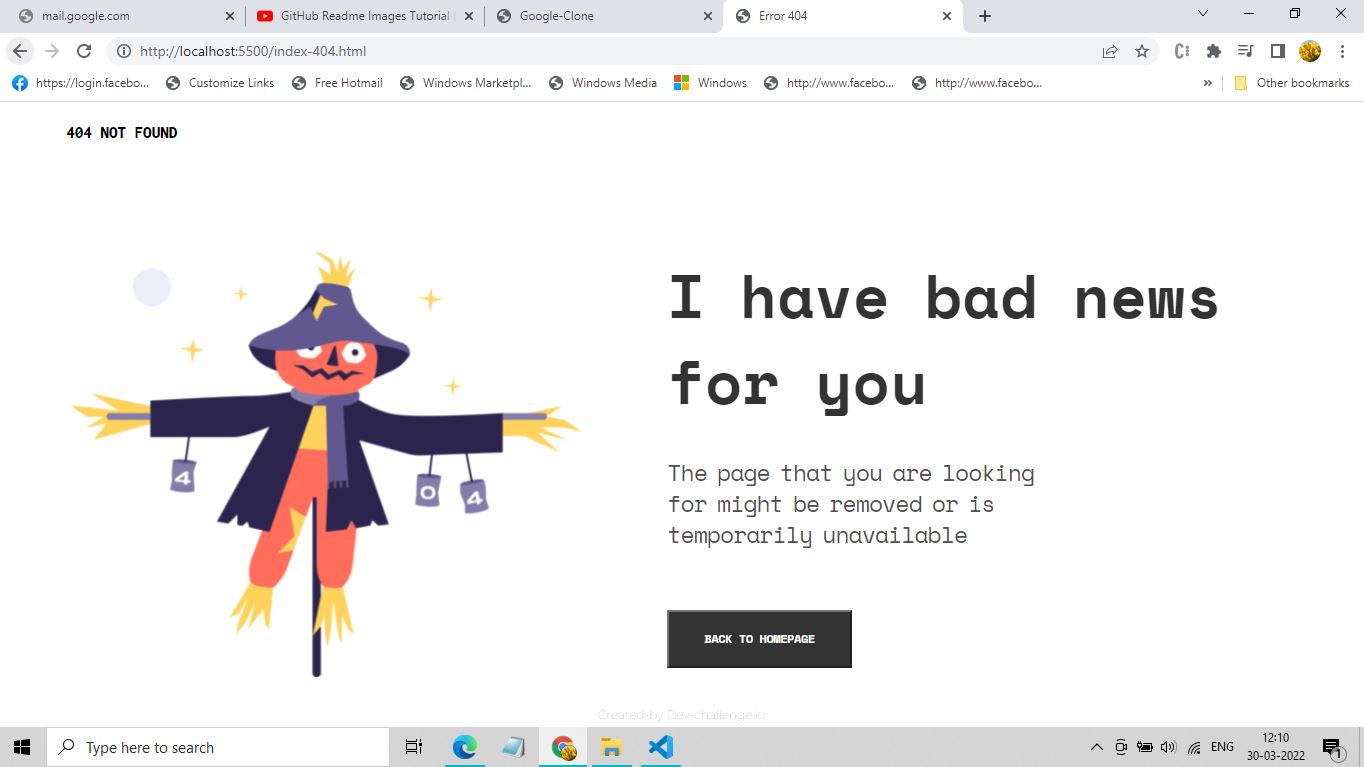 mail.google.com
GitHub Readme Images Tutorial
Google-Clone
Error 404
http://localhost:5500/index-404.html
https://login.facebo...
Customize Links
Free Hotmail
Windows Marketpl...
Windows Media
Windows
http://www.facebo...
http://www.facebo...
»
Other bookmarks
404 NOT FOUND
4
0
4
I have bad news
for you
The page that you are looking
for might be removed or is
temporarily unavailable
BACK TO HOMEPAGE
Created-by Dev-challenge.io
Type here to search
ENG
12:10
30-03-2022
1